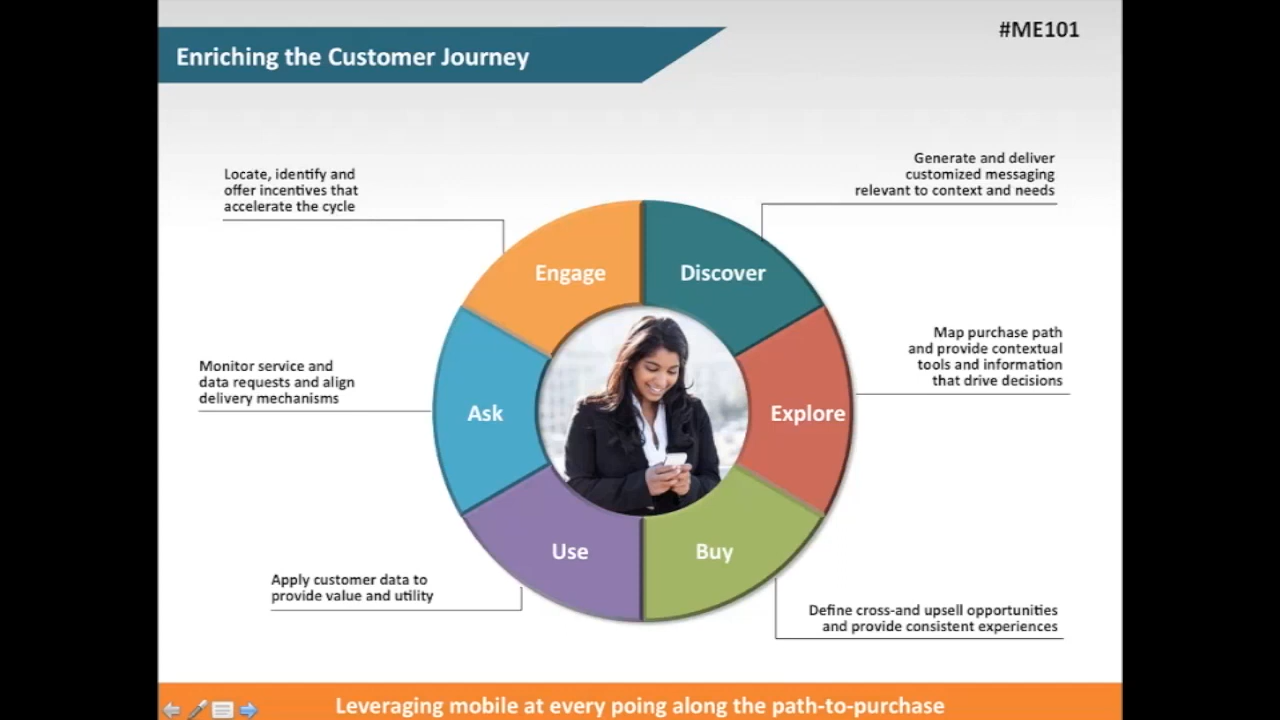 #ME101
Enriching the Customer Journey
Locate, identify and
offer incentives that
accelerate the cycle
Generate and deliver
customized messaging
relevant to context and needs
Engage
Discover
Map purchase path
and provide contextual
tools and information
that drive decisions
Monitor service and
data requests and align
delivery mechanisms
Ask
Explore
Use
Buy
Apply customer data to
provide value and utility
Define cross-and upsell opportunities
and provide consistent experiences
Leveraging mobile at every poing along the path-to-purchase